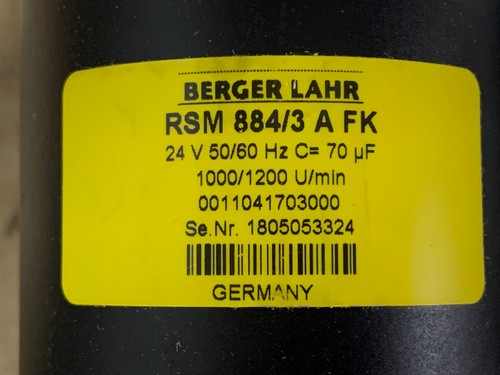 BERGER LAHR
RSM 884/3 A FK
24 V 50/60 Hz C= 70 µF
1000/1200 U/min
0011041703000
Se.Nr. 1805053324
GERMANY